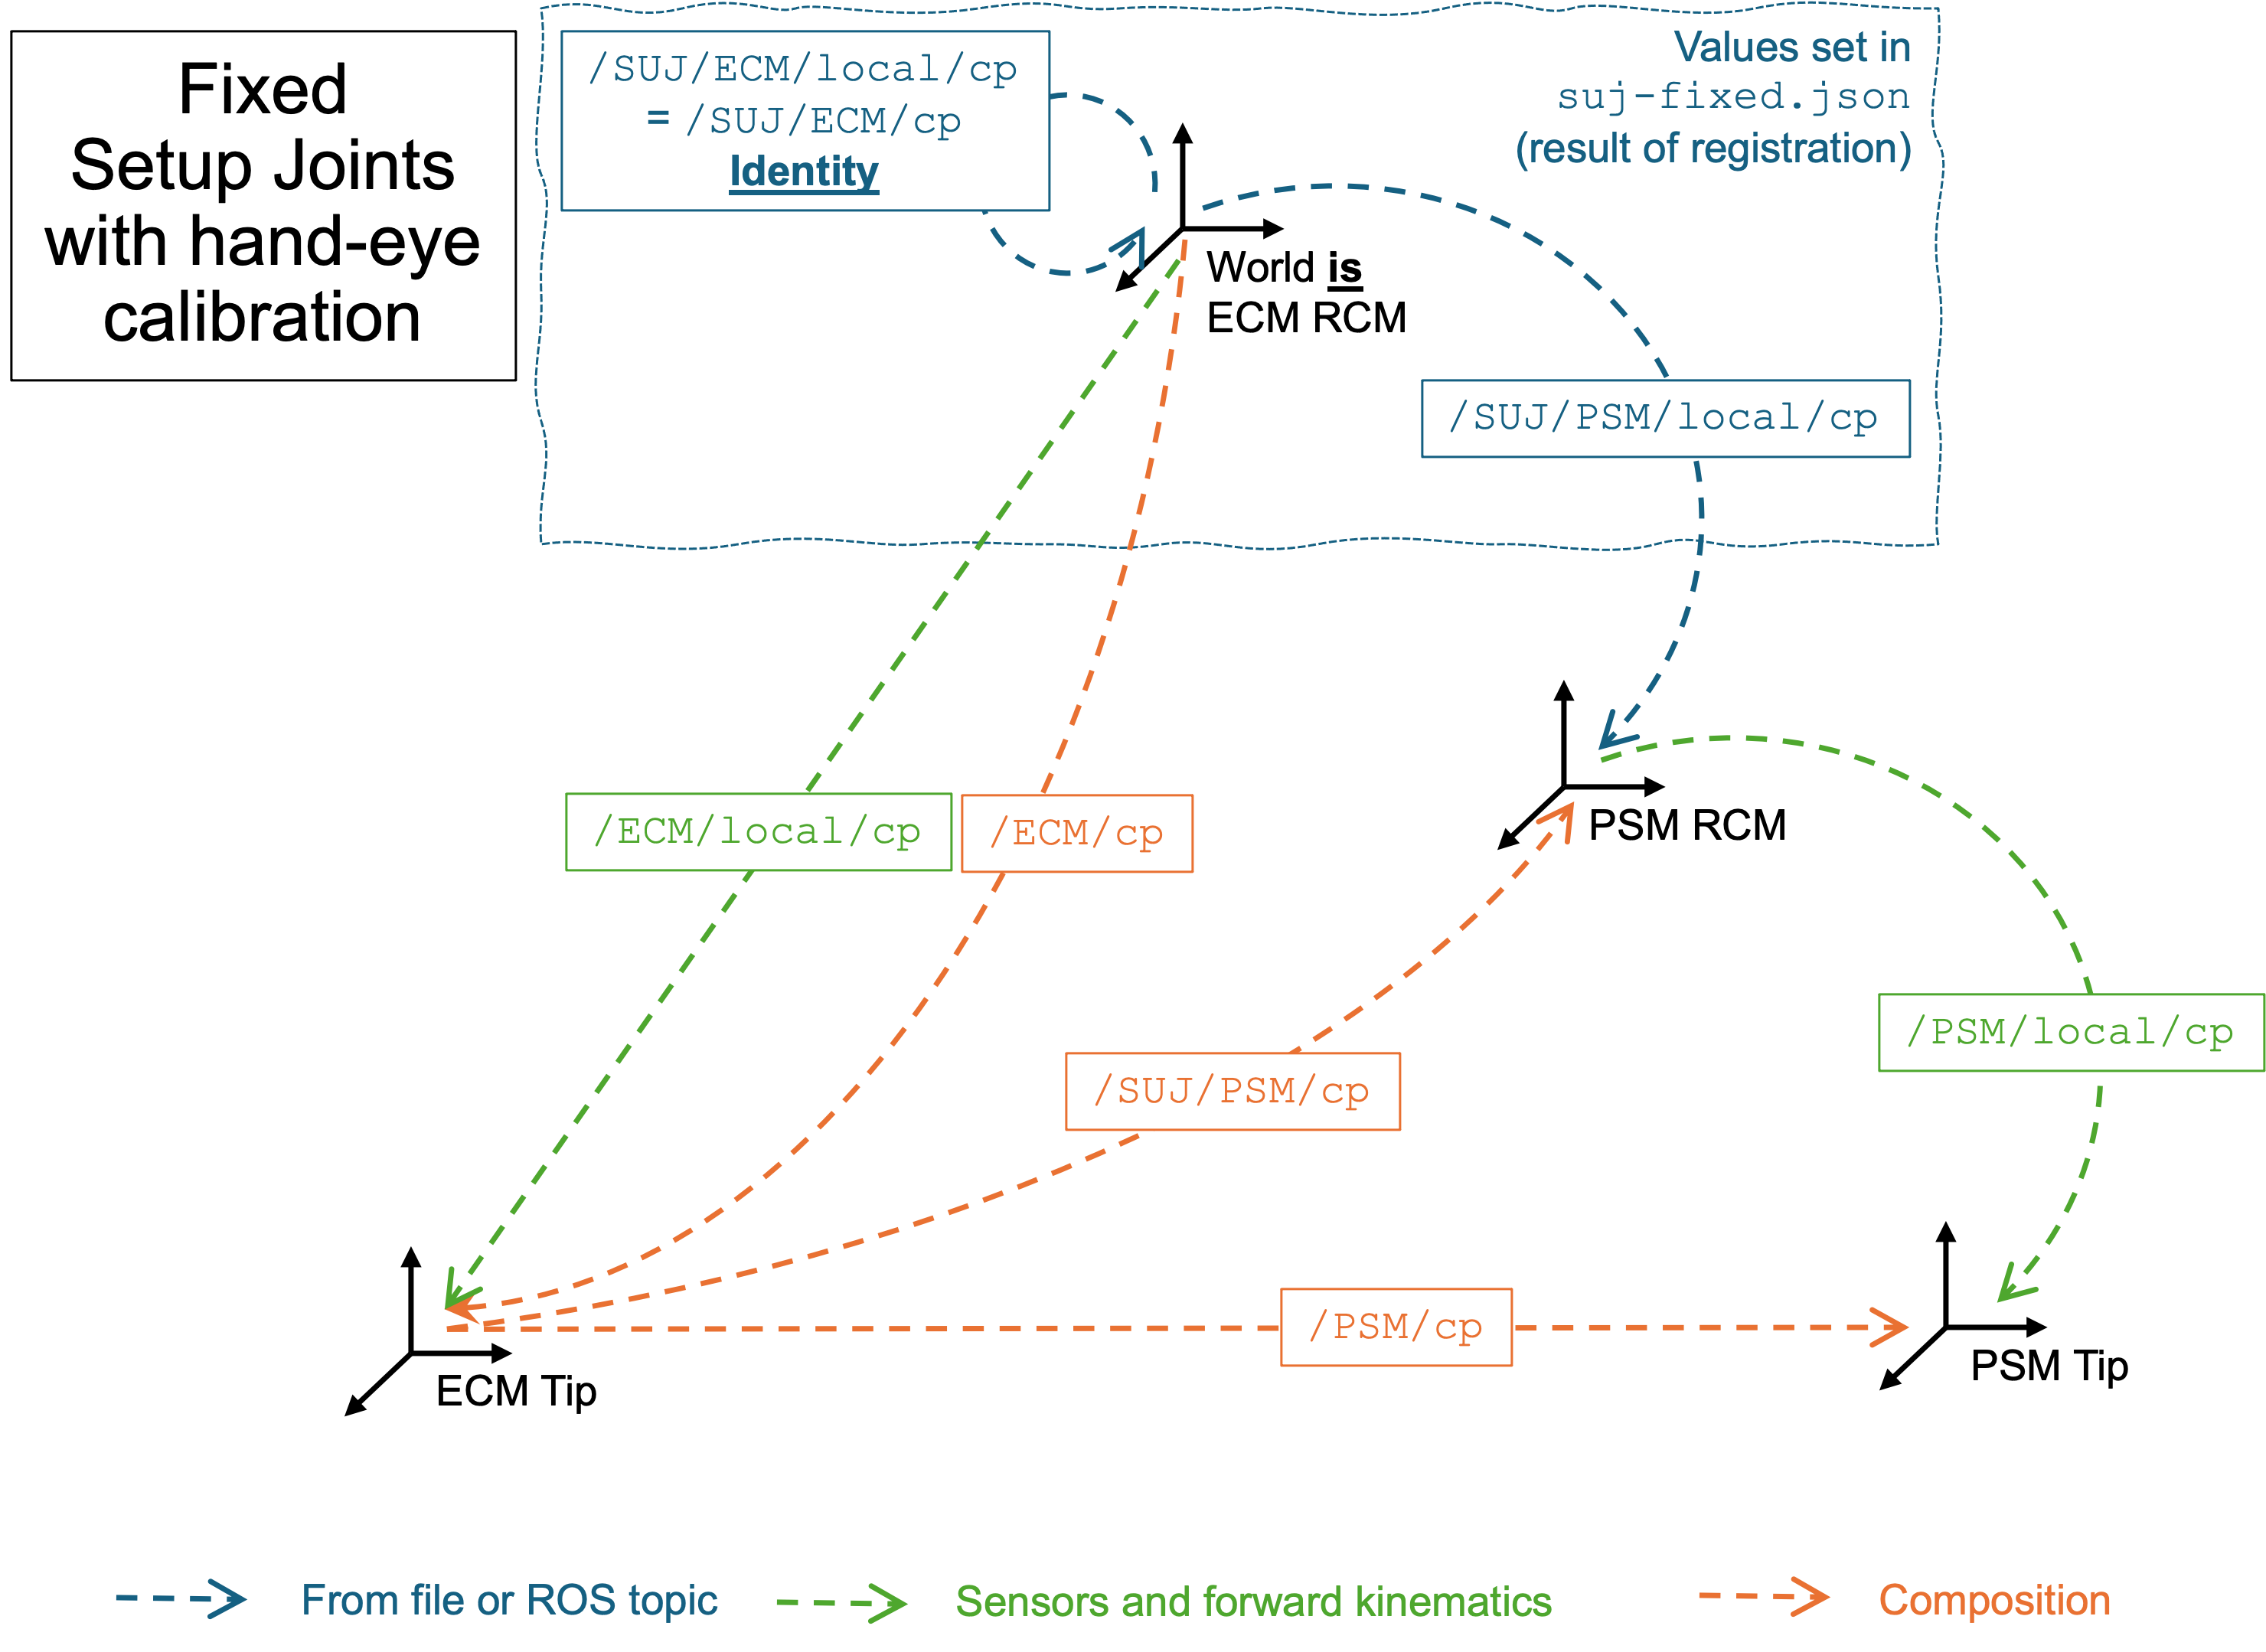 Fixed
Setup Joints
with hand-eye
calibration
/SUJ/ECM/local/cp
= /SUJ/ECM/cp
Identity
Values set in
suj-fixed.json
(result of registration)
World is
ECM RCM
/SUJ/PSM/local/cp
/ECM/local/cp
/ECM/cp
PSM RCM
/PSM/local/cp
/SUJ/PSM/cp
/PSM/cp
ECM Tip
PSM Tip
From file or ROS topic
Sensors and forward kinematics
Composition